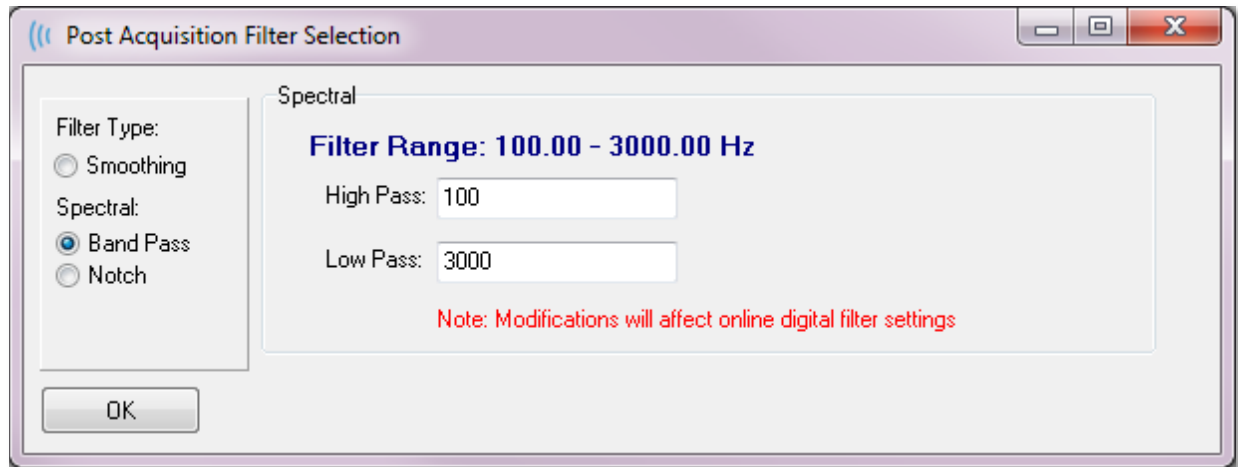 Post Acquisition Filter Selection
Filter Type:
Smoothing
Spectral:
Band Pass
Notch
OK
Spectral
Filter Range: 100.00 - 3000.00 Hz
High Pass: 100
Low Pass: 3000
Note: Modifications will affect online digital filter settings